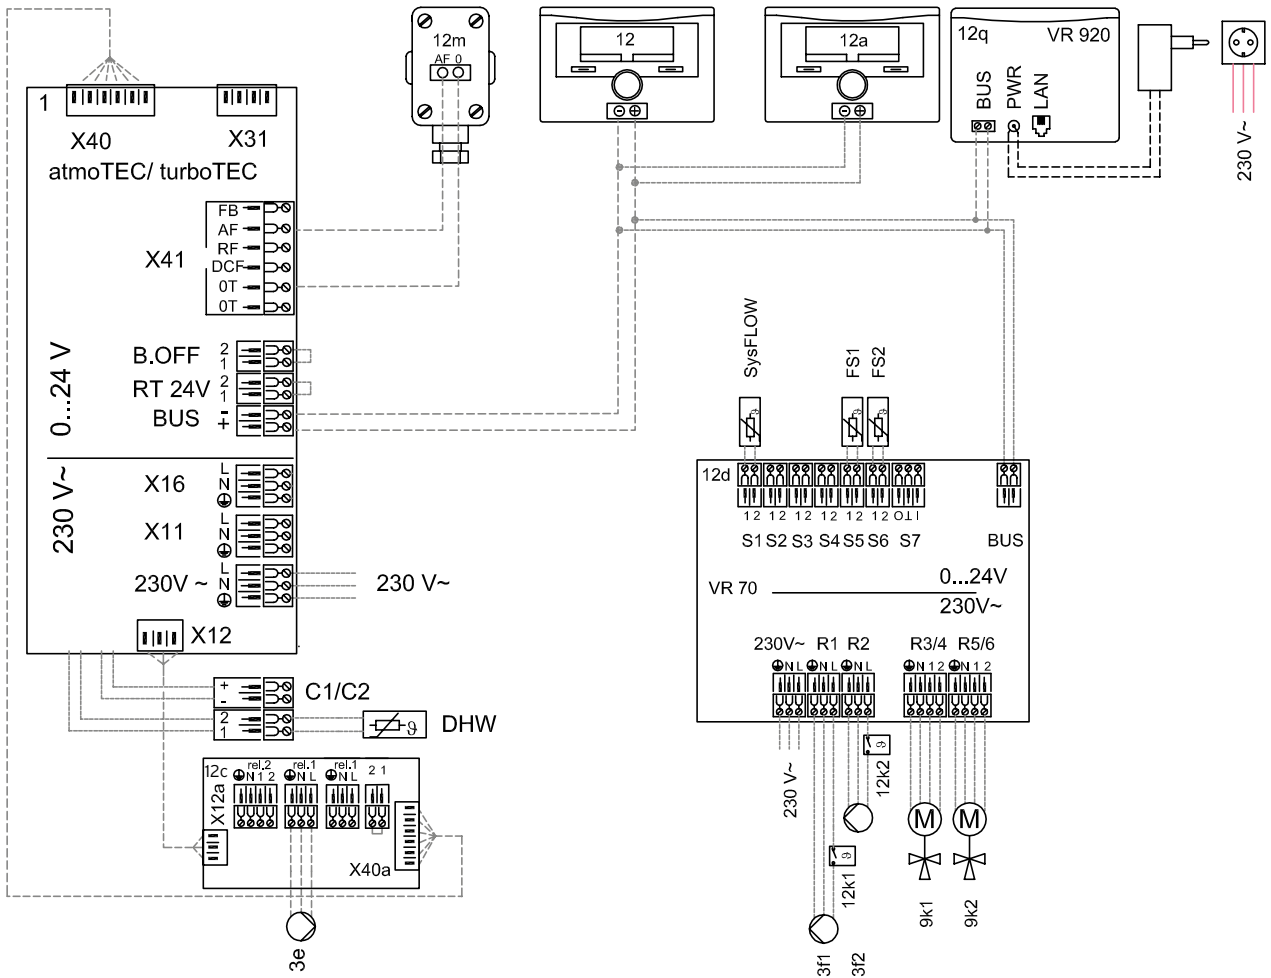 1
X40
X31
atmoTEC/ turboTEC
X41
FB
AF
RF
DCF
0T
0T
0...24 V
B.OFF
2
1
RT 24V
2
1
BUS
-
+
230 V~
X16
L
N
X11
L
N
230V ~
L
N
230 V~
X12
+
-
C1/C2
2
1
DHW
ϑ
12c
X12a
rel.2
N 1 2
rel.1
N L
rel.1
N L
2 1
X40a
3e
12m
AF 0
12
- +
12a
- +
12q
VR 920
BUS
PWR
LAN
230 V~
SysFLOW
FS1
FS2
ϑ
ϑ
ϑ
12d
1 2
1 2
1 2
1 2
1 2
1 2
O T I
S1 S2 S3 S4 S5 S6 S7
BUS
VR 70
0...24V
230V~
230V~ R1 R2 R3/4 R5/6
N L
N L
N L
N 1 2
N 1 2
230 V~
ϑ
12k2
ϑ
12k1
3f1
3f2
M
M
9k1
9k2